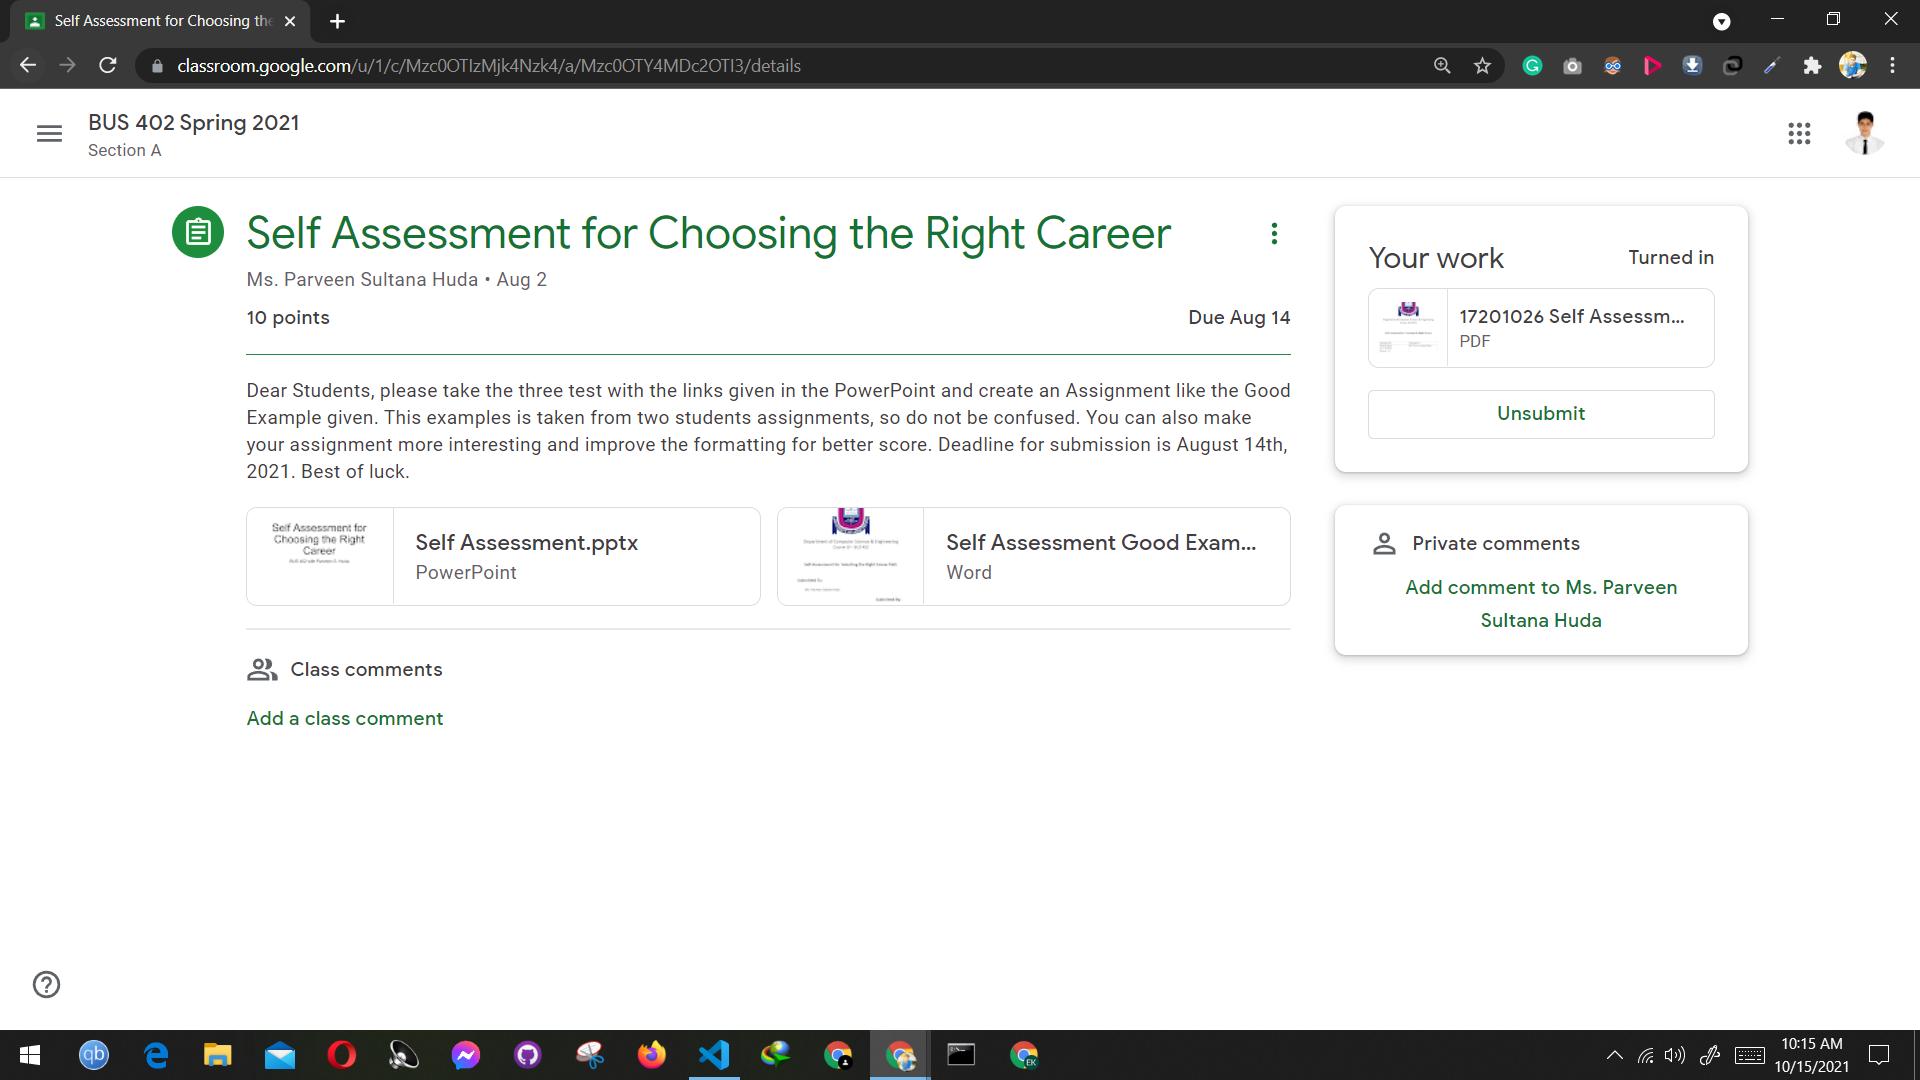 Self Assessment for Choosing the
classroom.google.com/u/1/c/Mzc0OTIzMjk4Nzk4/a/Mzc0OTY4MDc2OTI3/details
BUS 402 Spring 2021
Section A
Self Assessment for Choosing the Right Career
Ms. Parveen Sultana Huda • Aug 2
10 points
Due Aug 14
Dear Students, please take the three test with the links given in the PowerPoint and create an Assignment like the Good
Example given. This examples is taken from two students assignments, so do not be confused. You can also make
your assignment more interesting and improve the formatting for better score. Deadline for submission is August 14th,
2021. Best of luck.
Self Assessment for
Choosing the Right
Career
Self Assessment.pptx
PowerPoint
Department of Computer Science & Engineering
Self Assessment Good Exam...
Word
Class comments
Add a class comment
Your work
Turned in
17201026 Self Assessm...
PDF
Unsubmit
Private comments
Add comment to Ms. Parveen
Sultana Huda
qb
EK
10:15 AM
10/15/2021